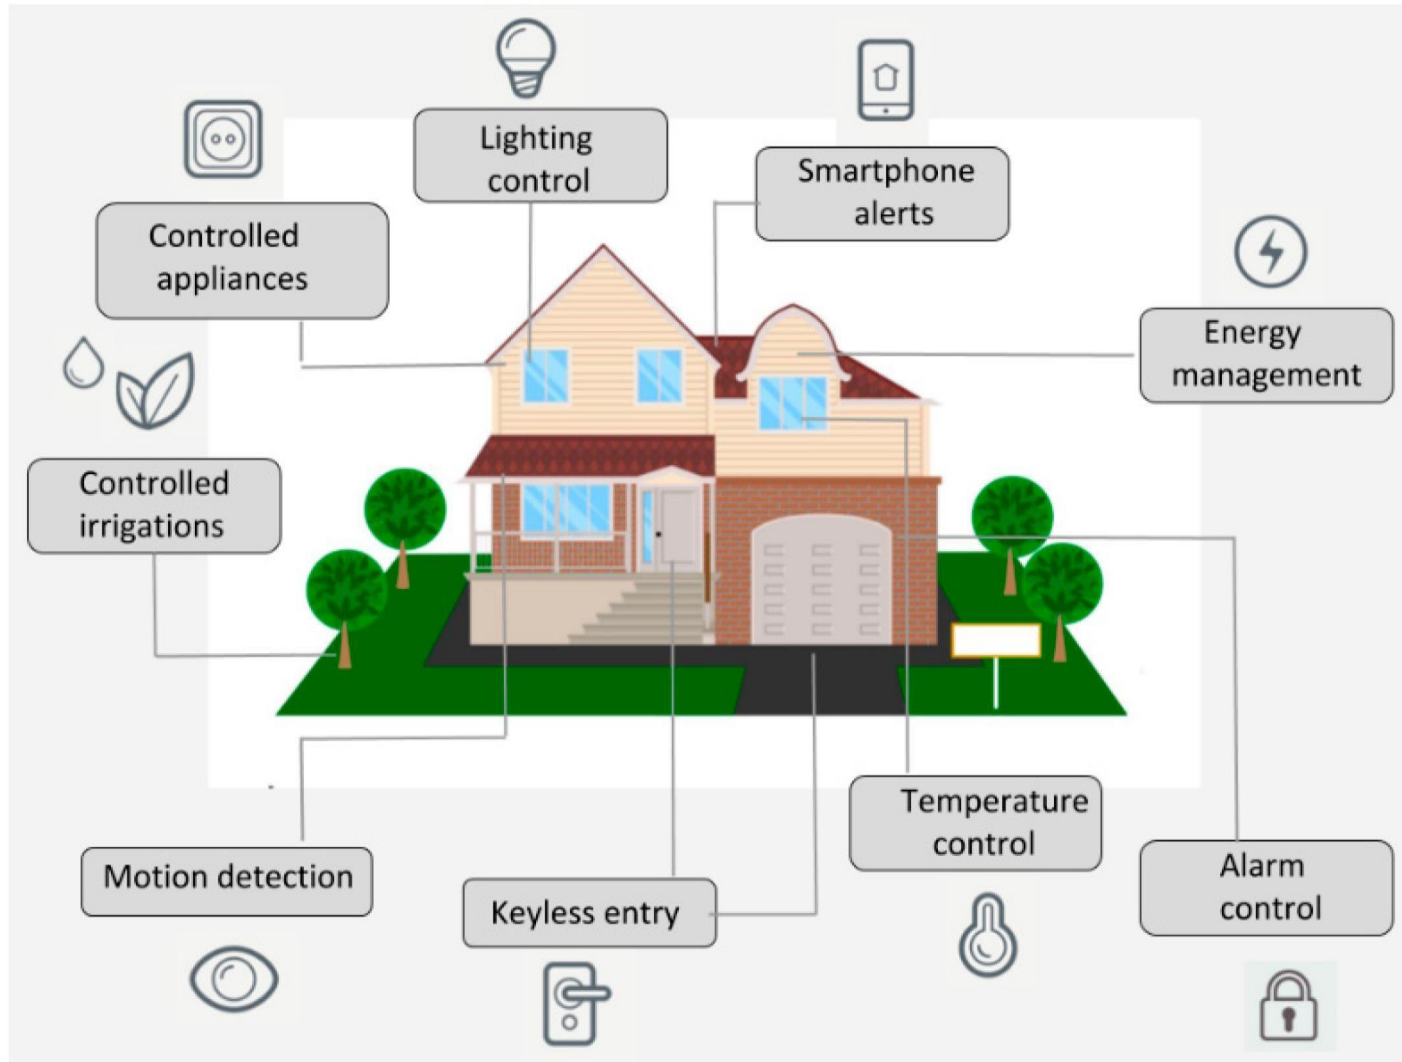 Lighting
control
Smartphone
alerts
Controlled
appliances
Energy
management
Controlled
irrigations
Temperature
control
Motion detection
Keyless entry
Alarm
control